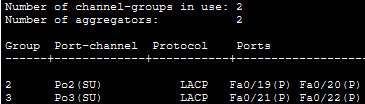 Number of channel-groups in use: 2
Number of aggregators:           2

Group  Port-channel  Protocol    Ports
------+-------------+-----------+-----------------------
2      Po2(SU)         LACP      Fa0/19(P)  Fa0/20(P)
3      Po3(SU)         LACP      Fa0/21(P)  Fa0/22(P)